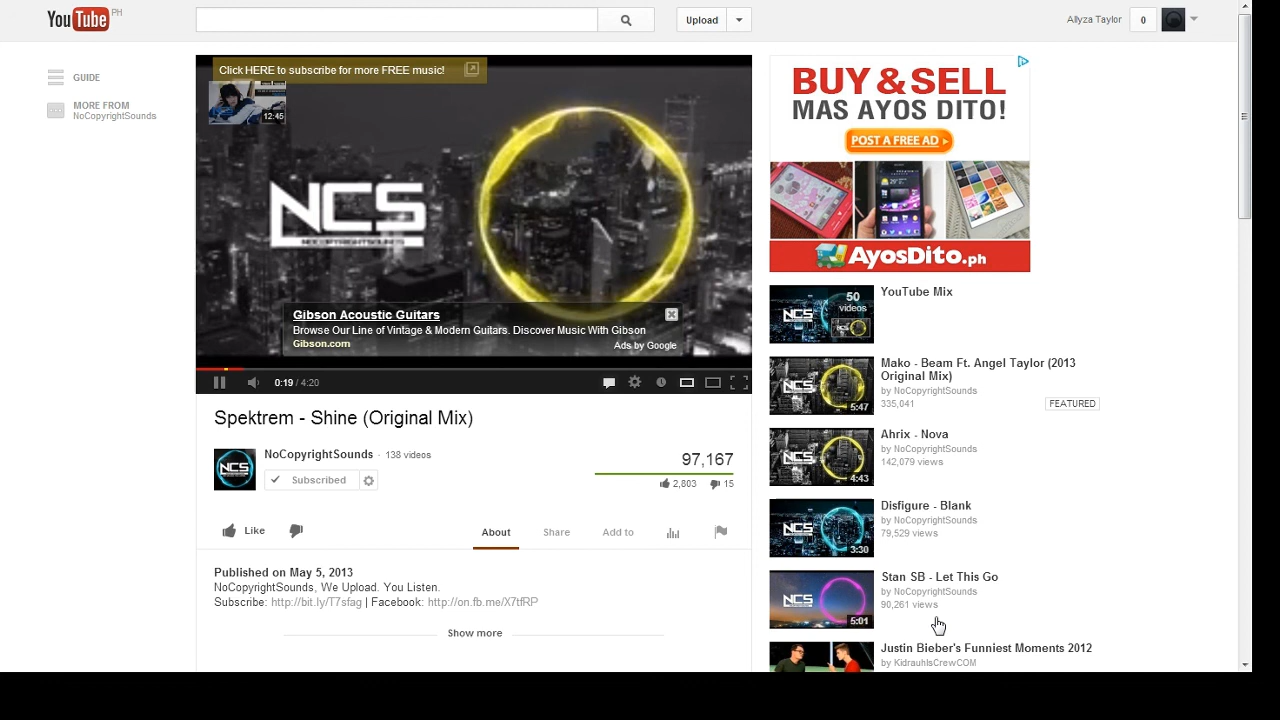 YouTube PH
Upload
Allyza Taylor 0
GUIDE
MORE FROM
NoCopyrightSounds
Click HERE to subscribe for more FREE music!
12:45
NCS
NOCOPYRIGHTSOUNDS
Gibson Acoustic Guitars
Browse Our Line of Vintage & Modern Guitars. Discover Music With Gibson
Gibson.com
Ads by Google
0:19 / 4:20
Spektrem - Shine (Original Mix)
NoCopyrightSounds · 138 videos
NCS
Subscribed
97,167
2,803 15
Like
About Share Add to
Published on May 5, 2013
NoCopyrightSounds, We Upload. You Listen.
Subscribe: http://bit.ly/T7sfag | Facebook: http://on.fb.me/X7tfRP
Show more
BUY & SELL
MAS AYOS DITO!
POST A FREE AD
AyosDito.ph
50
videos
NCS
YouTube Mix
NCS
5:47
Mako - Beam Ft. Angel Taylor (2013
Original Mix)
by NoCopyrightSounds
335,041
FEATURED
NCS
4:43
Ahrix - Nova
by NoCopyrightSounds
142,079 views
NCS
3:30
Disfigure - Blank
by NoCopyrightSounds
79,529 views
NCS
5:01
Stan SB - Let This Go
by NoCopyrightSounds
90,261 views
Justin Bieber's Funniest Moments 2012
by KidrauhlsCrewCOM